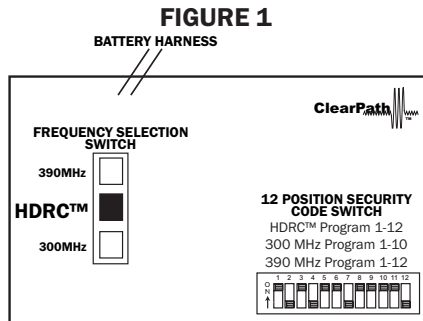 FIGURE 1
BATTERY HARNESS
ClearPath™
FREQUENCY SELECTION
SWITCH
390MHz
HDRC™
300MHz
12 POSITION SECURITY
CODE SWITCH
HDRC™ Program 1-12
300 MHz Program 1-10
390 MHz Program 1-12
1 2 3 4 5 6 7 8 9 10 11 12
ON